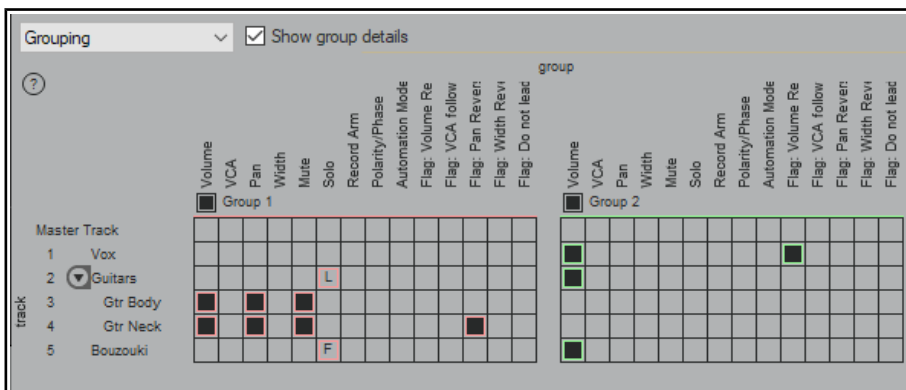 Grouping
Show group details
?
group
Volume
VCA
Pan
Width
Mute
Solo
Record Arm
Polarity/Phase
Automation Mode
Flag: Volume Re
Flag: VCA follow
Flag: Pan Revers
Flag: Width Reve
Flag: Do not lead
Volume
VCA
Pan
Width
Mute
Solo
Record Arm
Polarity/Phase
Automation Mode
Flag: Volume Re
Flag: VCA follow
Flag: Pan Revers
Flag: Width Reve
Flag: Do not lead
Group 1
Group 2
track
Master Track
1 Vox
2 Guitars L
3 Gtr Body
4 Gtr Neck
5 Bouzouki F